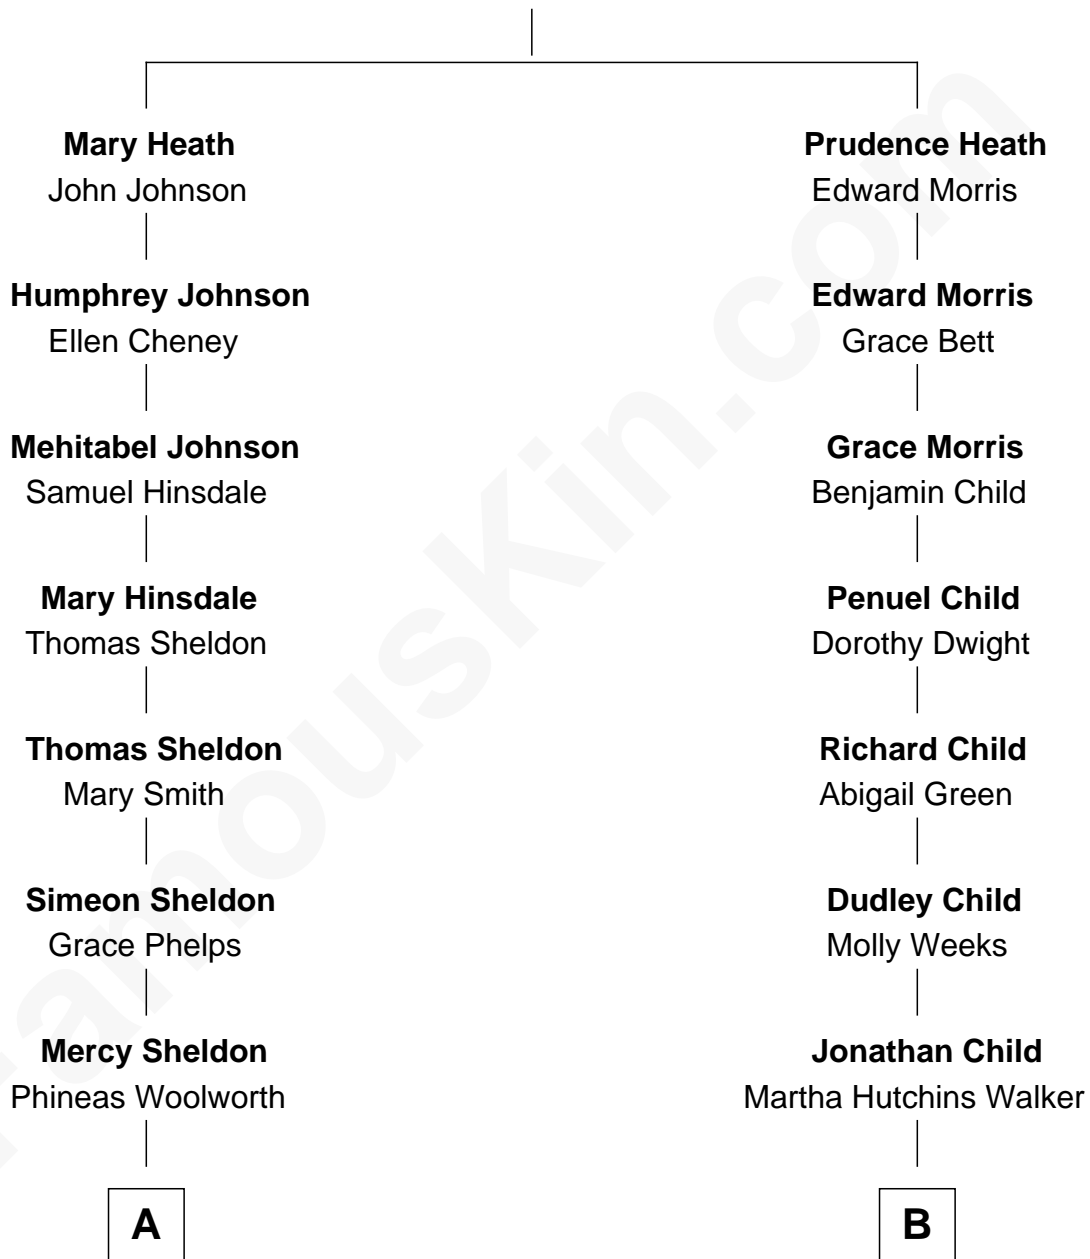 Mary Heath
John Johnson
Humphrey Johnson
Ellen Cheney
Mehitabel Johnson
Samuel Hinsdale
Mary Hinsdale
Thomas Sheldon
Thomas Sheldon
Mary Smith
Simeon Sheldon
Grace Phelps
Mercy Sheldon
Phineas Woolworth
A
Prudence Heath
Edward Morris
Edward Morris
Grace Bett
Grace Morris
Benjamin Child
Penuel Child
Dorothy Dwight
Richard Child
Abigail Green
Dudley Child
Molly Weeks
Jonathan Child
Martha Hutchins Walker
B
FamousKin.com